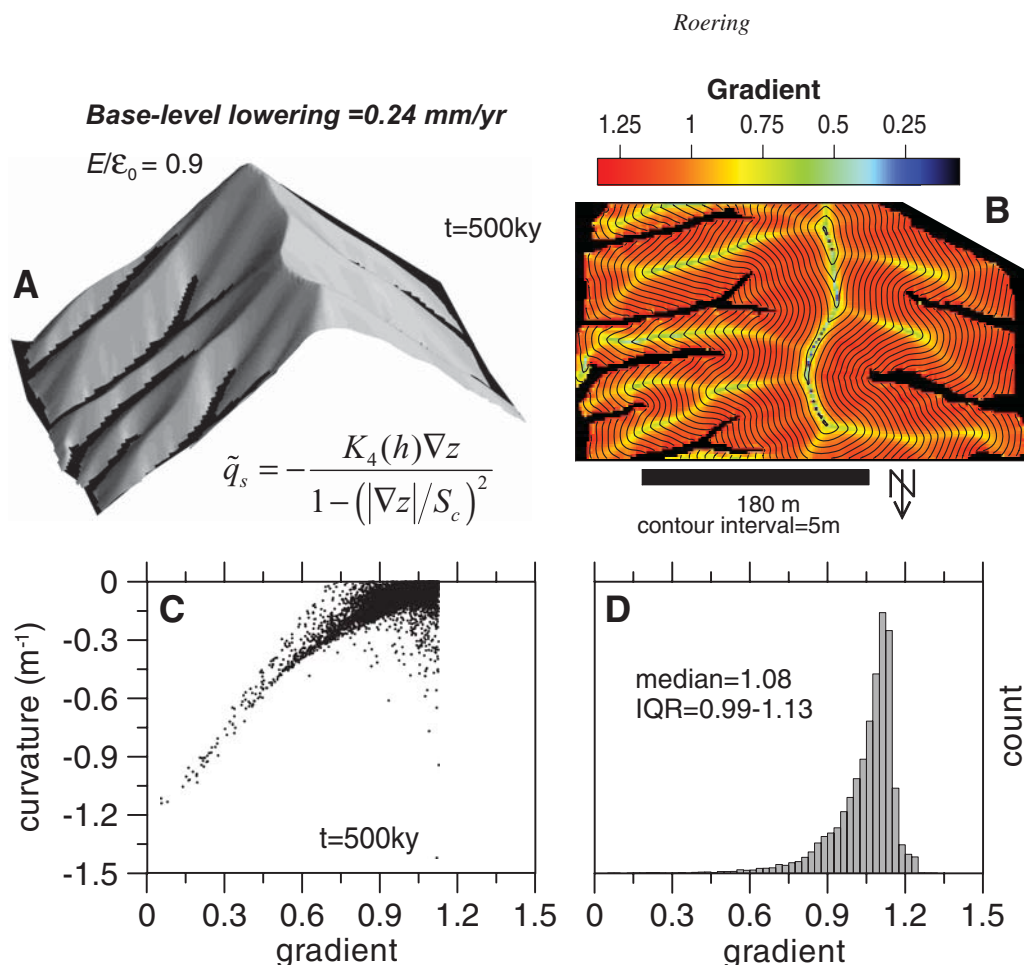 Roering
Base-level lowering =0.24 mm/yr
E/ε₀ = 0.9
t=500ky
A
q̃ₛ = − K₄(h)∇z / 1 − (|∇z|/S_c)²
Gradient
1.25 1 0.75 0.5 0.25
B
180 m
N
contour interval=5m
C
0
-0.3
-0.6
-0.9
-1.2
-1.5
curvature (m⁻¹)
t=500ky
0 0.3 0.6 0.9 1.2 1.5
gradient
D
median=1.08
IQR=0.99-1.13
count
0 0.3 0.6 0.9 1.2 1.5
gradient